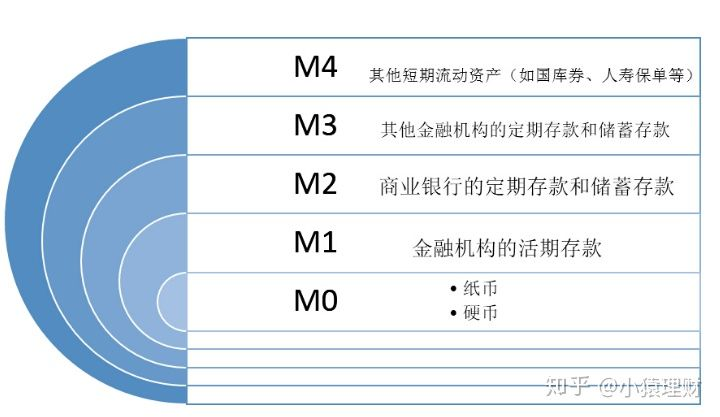 M4 其他短期流动资产（如国库券、人寿保单等）
M3 其他金融机构的定期存款和储蓄存款
M2 商业银行的定期存款和储蓄存款
M1 金融机构的活期存款
M0 • 纸币
• 硬币
知乎 @小猿理财